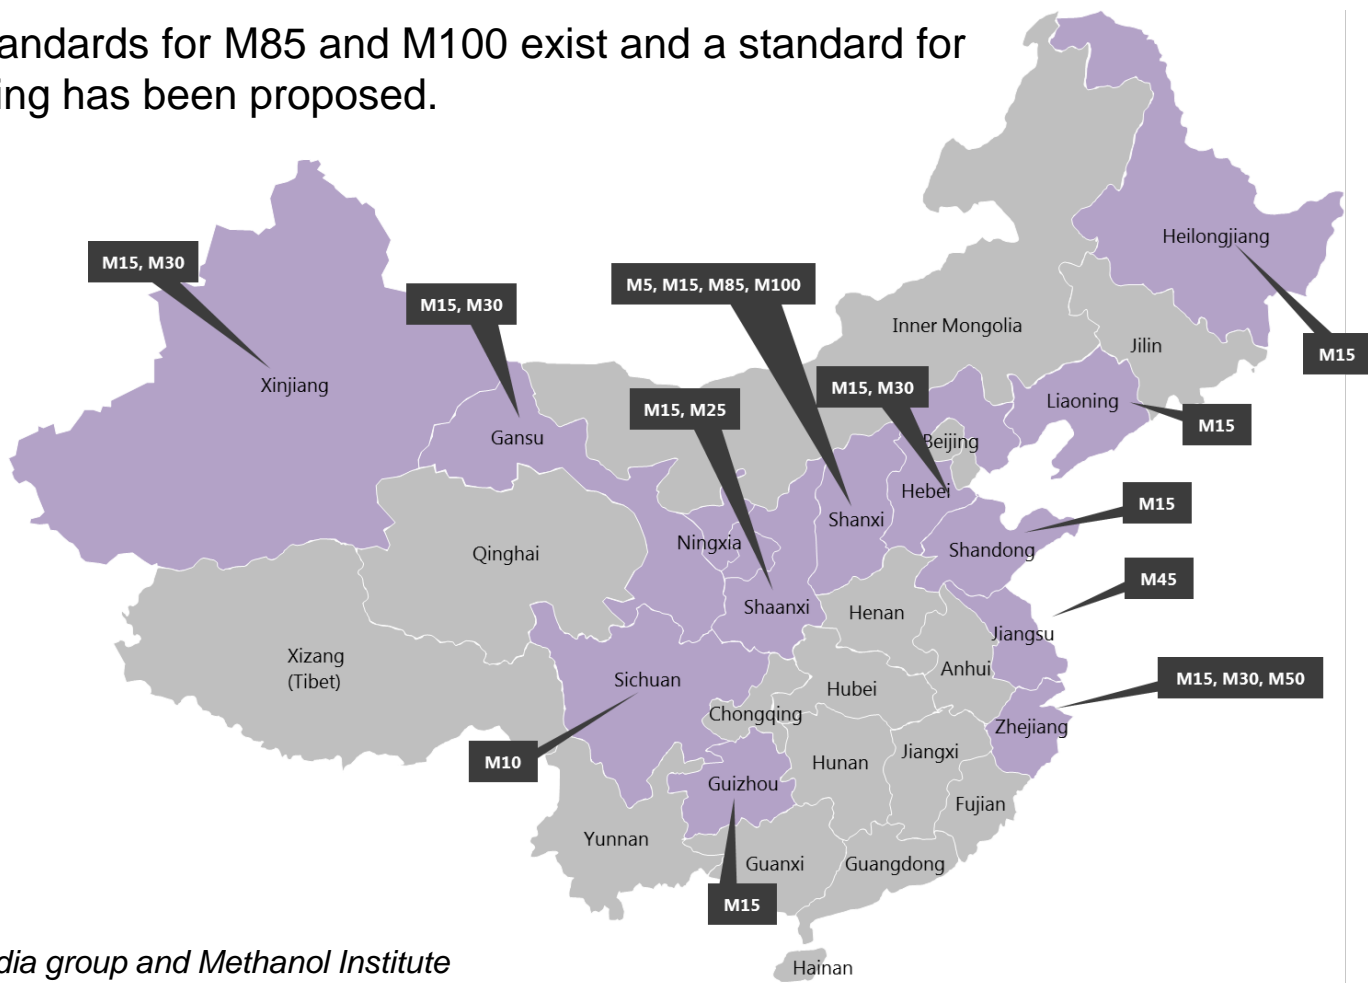 andards for M85 and M100 exist and a standard for
ing has been proposed.
Heilongjiang
M15, M30
M5, M15, M85, M100
M15, M30
Inner Mongolia
Jilin
M15
Xinjiang
M15, M30
Liaoning
M15, M25
M15
Gansu
Beijing
Hebei
M15
Shanxi
Ningxia
Shandong
Qinghai
M45
Shaanxi
Henan
Jiangsu
Xizang
(Tibet)
Anhui
Sichuan
Hubei
M15, M30, M50
Chongqing
Zhejiang
M10
Hunan
Jiangxi
Guizhou
Fujian
Yunnan
Guanxi
Guangdong
M15
dia group and Methanol Institute
Hainan